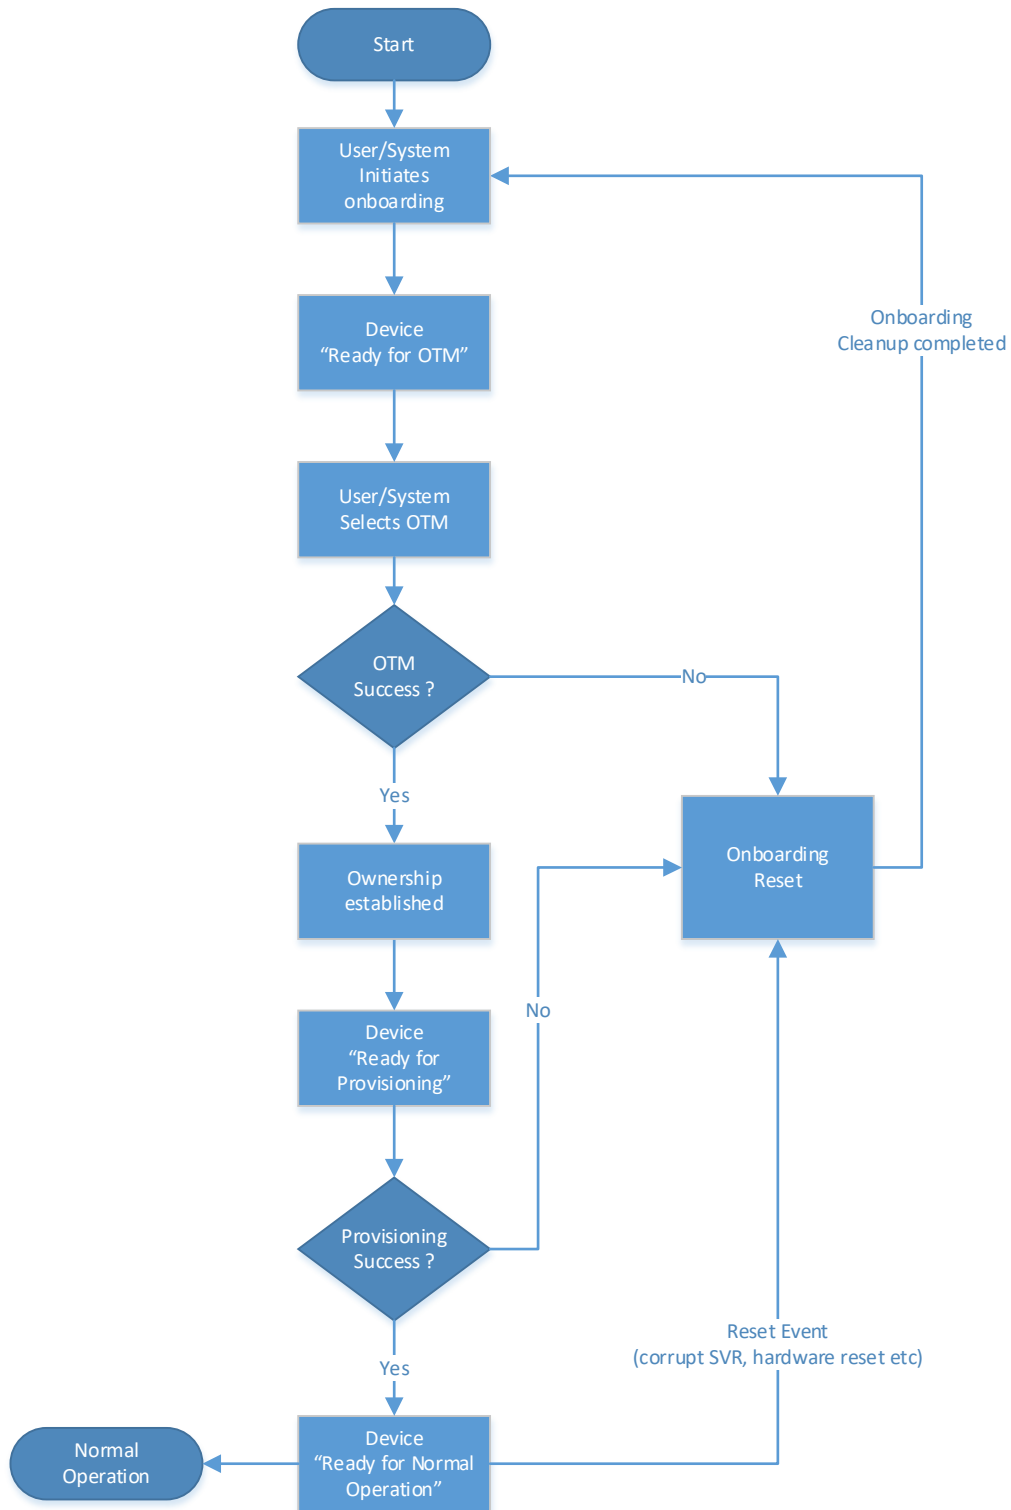 Start
User/System
Initiates
onboarding
Onboarding
Cleanup completed
Device
“Ready for OTM”
User/System
Selects OTM
OTM
Success ?
No
Yes
Onboarding
Reset
Ownership
established
No
Device
“Ready for
Provisioning”
Provisioning
Success ?
Reset Event
(corrupt SVR, hardware reset etc)
Yes
Normal
Operation
Device
“Ready for Normal
Operation”